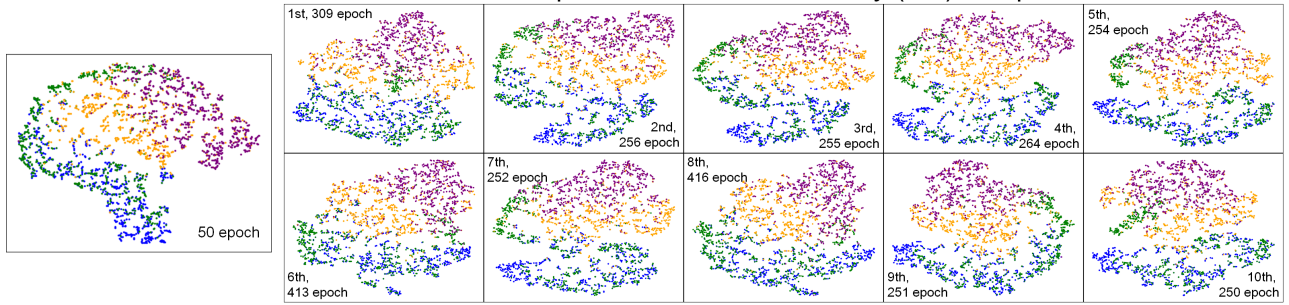 50 epoch
1st, 309 epoch
2nd,
256 epoch
3rd,
255 epoch
4th,
264 epoch
5th,
254 epoch
6th,
413 epoch
7th,
252 epoch
8th,
416 epoch
9th,
251 epoch
10th,
250 epoch